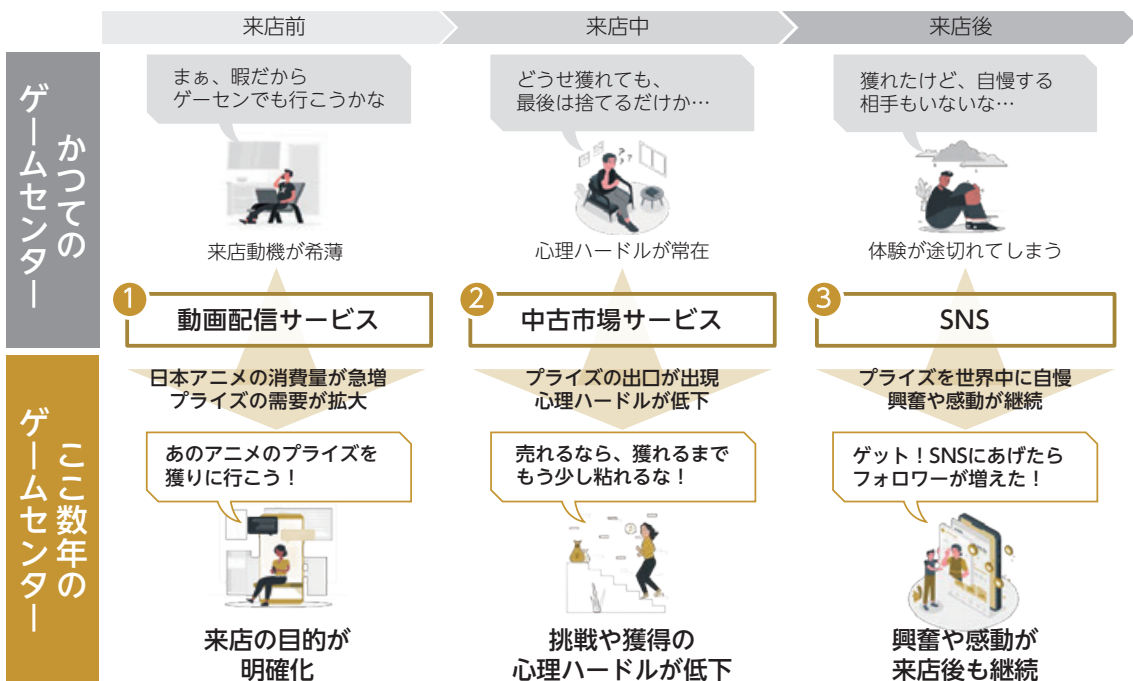 来店前
来店中
来店後
かつての
ゲームセンター
まぁ、暇だから
ゲーセンでも行こうかな
どうせ獲れても、
最後は捨てるだけか…
獲れたけど、自慢する
相手もいないな…
来店動機が希薄
心理ハードルが常在
体験が途切れてしまう
1 動画配信サービス
2 中古市場サービス
3 SNS
ここ数年の
ゲームセンター
日本アニメの消費量が急増
プライズの需要が拡大
プライズの出口が出現
心理ハードルが低下
プライズを世界中に自慢
興奮や感動が継続
あのアニメのプライズを
獲りに行こう！
売れるなら、獲れるまで
もう少し粘れるな！
ゲット！SNSにあげたら
フォロワーが増えた！
来店の目的が
明確化
挑戦や獲得の
心理ハードルが低下
興奮や感動が
来店後も継続